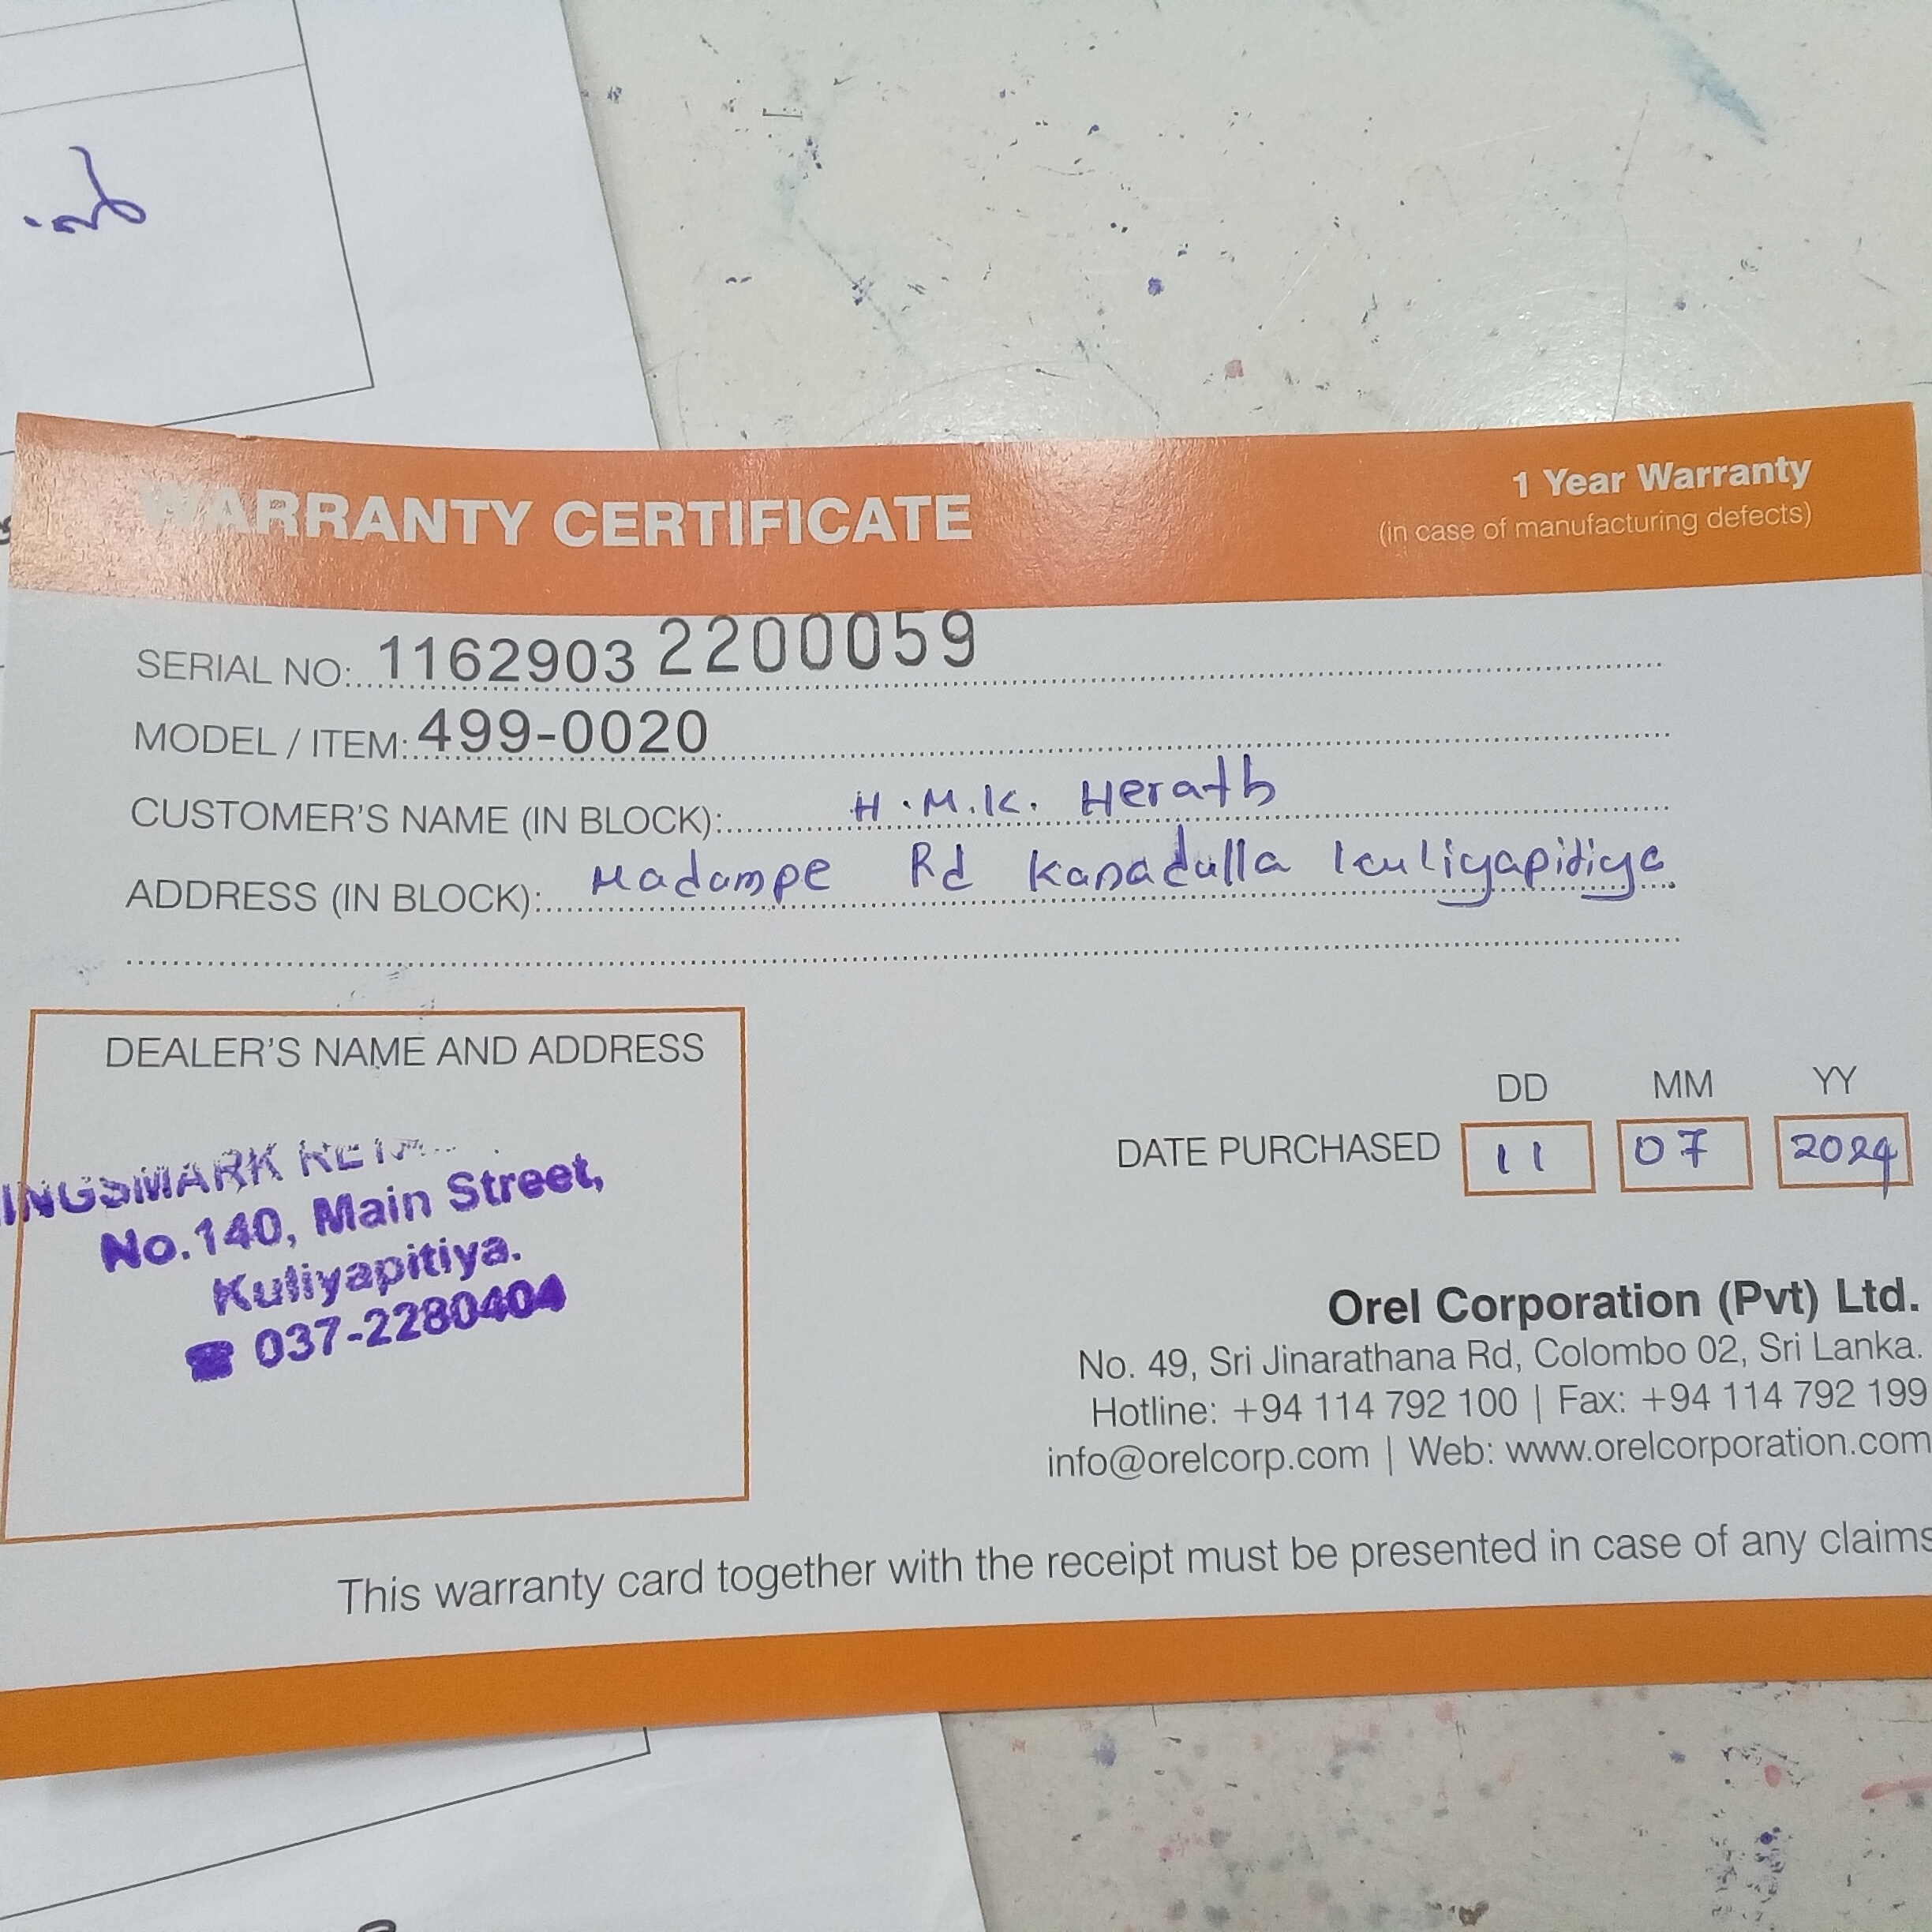 WARRANTY CERTIFICATE
1 Year Warranty
(in case of manufacturing defects)
SERIAL NO: 1162903 2200059
MODEL / ITEM: 499-0020
CUSTOMER'S NAME (IN BLOCK): H.M.K. Herath
ADDRESS (IN BLOCK): Madampe Rd Kanadulla kuliyapitiya
DEALER'S NAME AND ADDRESS
INGSMARK
No.140, Main Street,
Kuliyapitiya.
☎ 037-2280404
DD MM YY
DATE PURCHASED 11 07 2024
Orel Corporation (Pvt) Ltd.
No. 49, Sri Jinarathana Rd, Colombo 02, Sri Lanka.
Hotline: +94 114 792 100 | Fax: +94 114 792 199
info@orelcorp.com | Web: www.orelcorporation.com
This warranty card together with the receipt must be presented in case of any claims